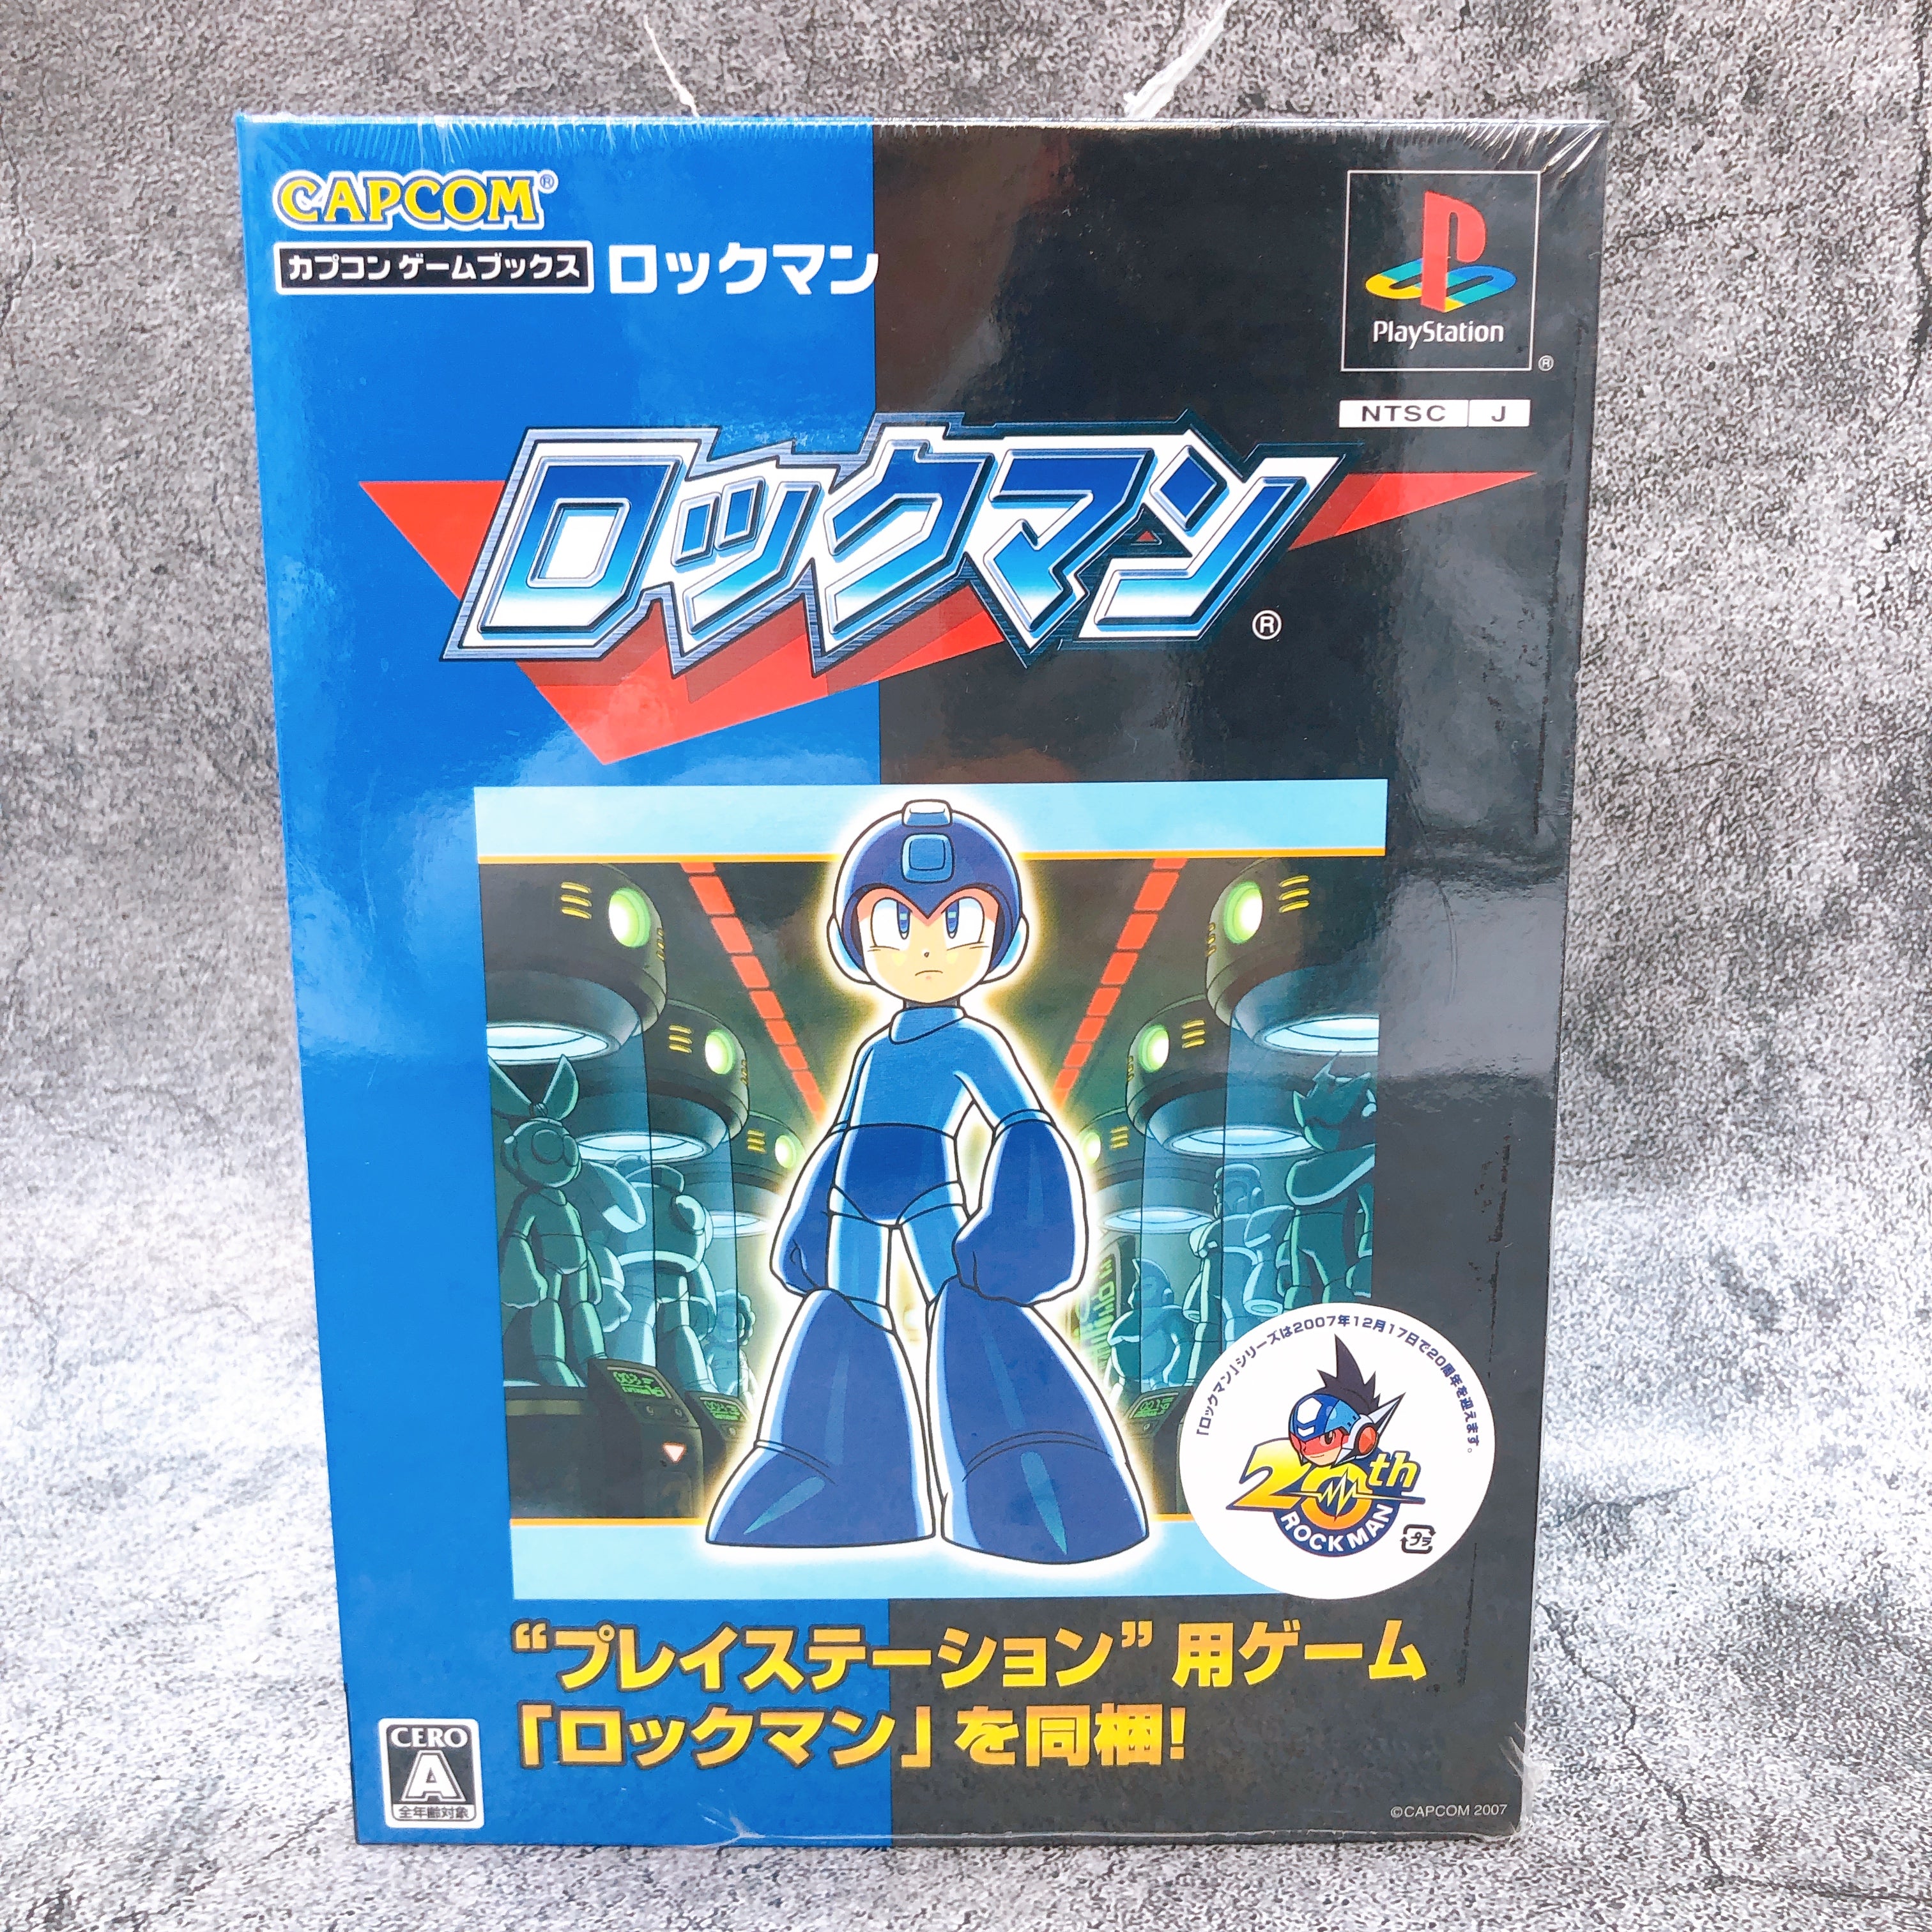 CAPCOM®
カプコン ゲームブックス ロックマン
PlayStation
®
NTSC J
ロックマン
®
「ロックマン」シリーズは2007年12月17日で20周年を迎えます。
20th
ROCKMAN
プラ
“プレイステーション”用ゲーム
「ロックマン」を同梱!
CERO
A
全年齢対象
©CAPCOM 2007